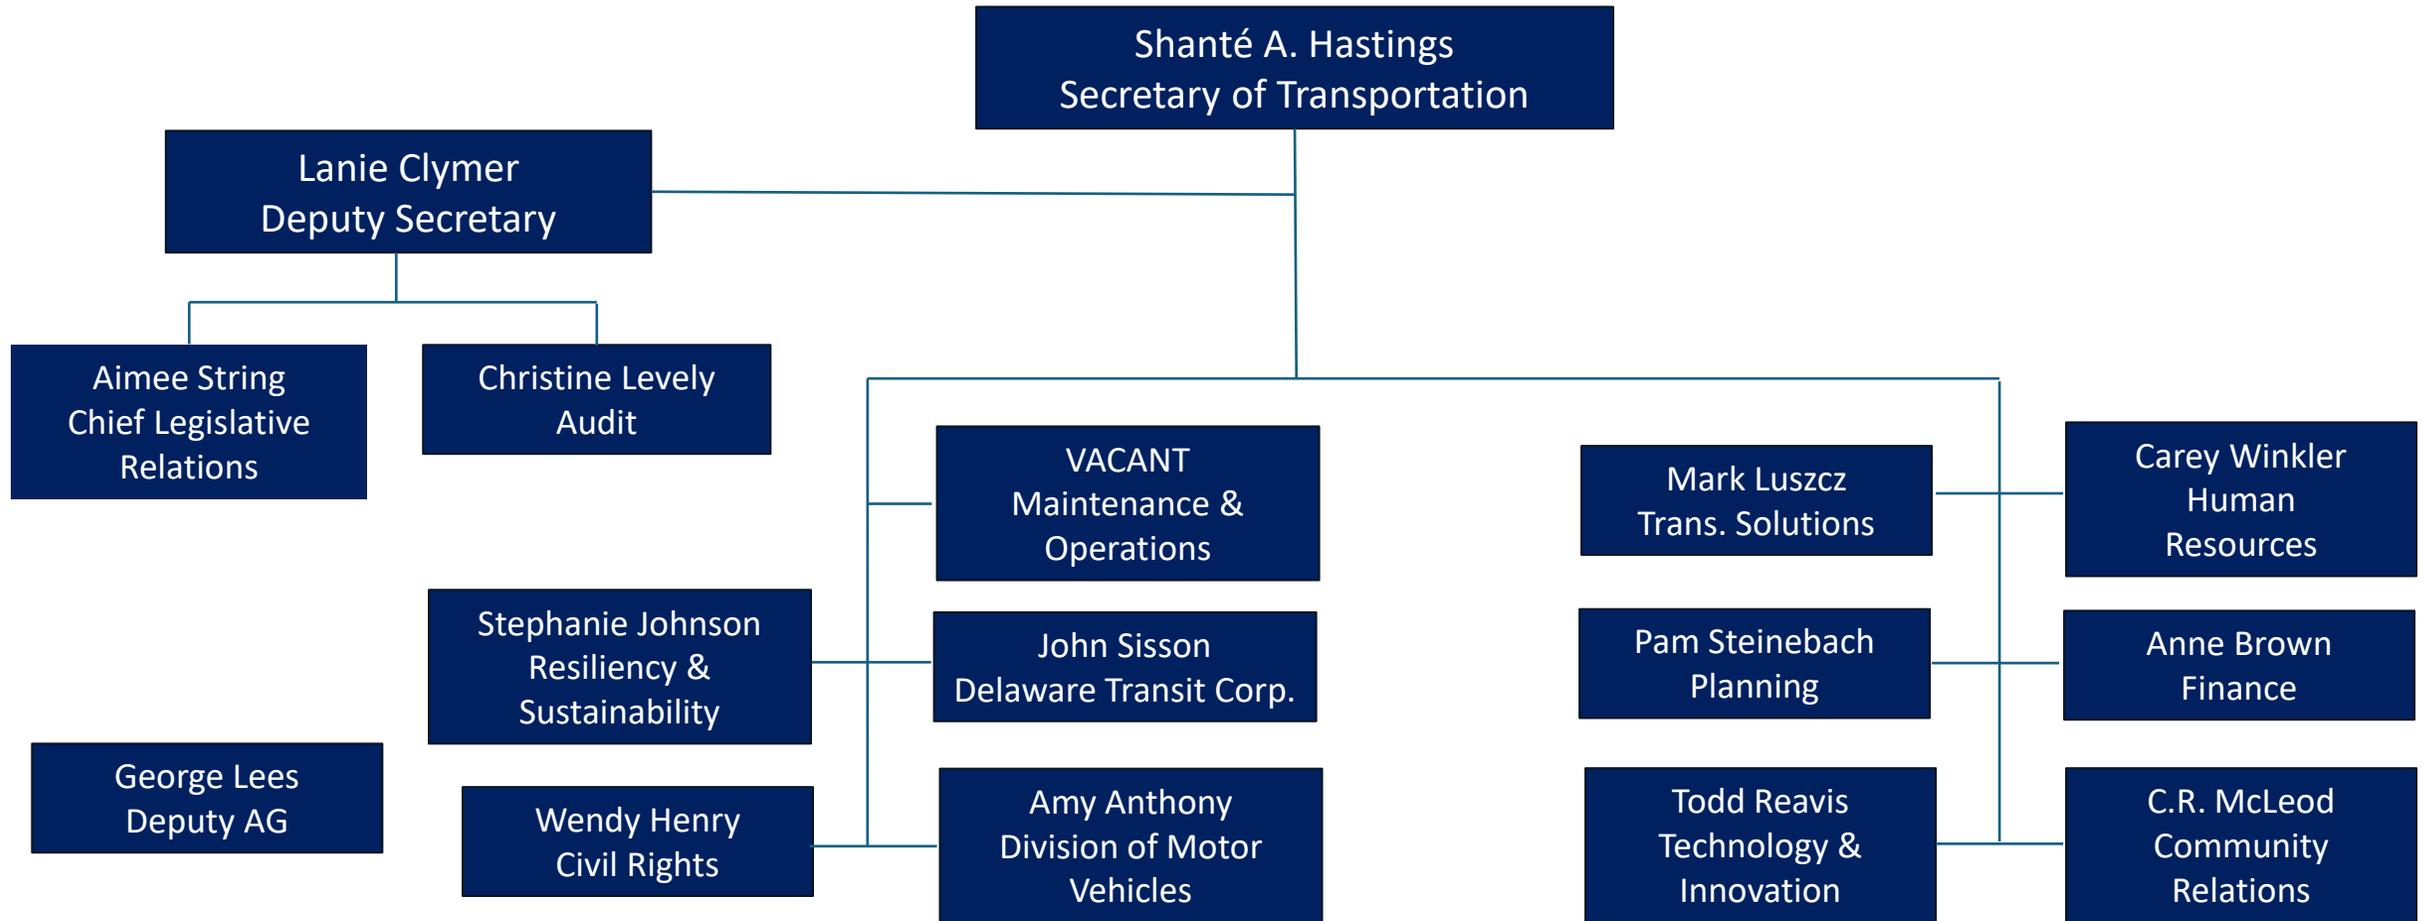 Shanté A. Hastings
Secretary of Transportation
Lanie Clymer
Deputy Secretary
Aimee String
Chief Legislative
Relations
Christine Levely
Audit
VACANT
Maintenance &
Operations
Mark Luszcz
Trans. Solutions
Carey Winkler
Human
Resources
Stephanie Johnson
Resiliency &
Sustainability
John Sisson
Delaware Transit Corp.
Pam Steinebach
Planning
Anne Brown
Finance
George Lees
Deputy AG
Wendy Henry
Civil Rights
Amy Anthony
Division of Motor
Vehicles
Todd Reavis
Technology &
Innovation
C.R. McLeod
Community
Relations